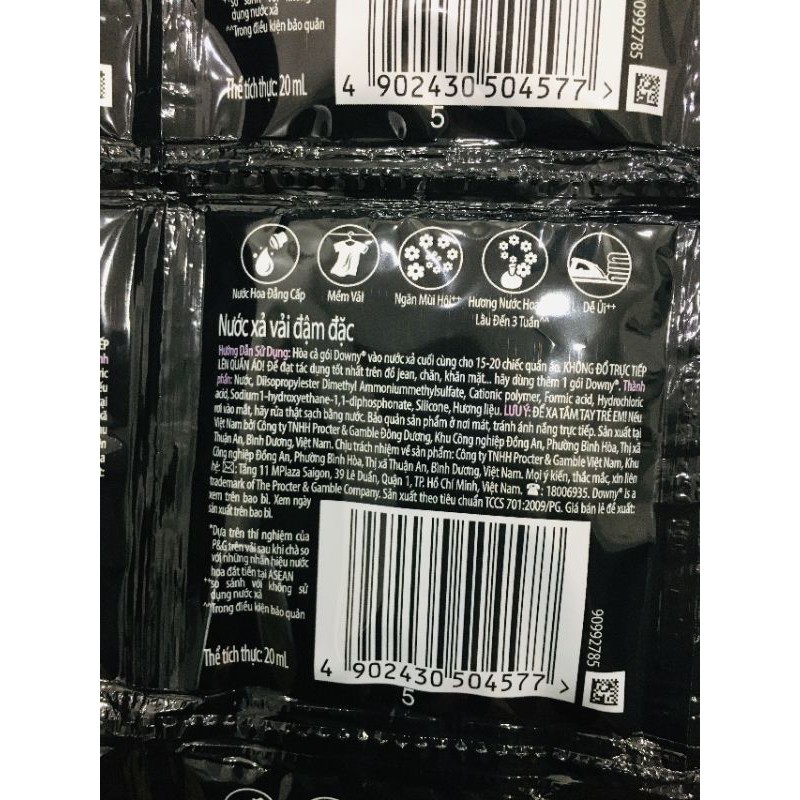 so sánh
dụng nước xả
^^Trong điều kiện bảo quản
Thể tích thực: 20 mL
4 902430 504577 >
5
90992785
Nước Hoa Đẳng Cấp
Mềm Vải
Ngăn Mùi Hôi++
Hương Nước Hoa
Lâu Đến 3 Tuần^^
Dễ Ủi++
Nước xả vải đậm đặc
Hướng Dẫn Sử Dụng: Hòa cả gói Downy® vào nước xả cuối cùng cho 15-20 chiếc quần áo. KHÔNG ĐỔ TRỰC TIẾP
LÊN QUẦN ÁO! Để đạt tác dụng tốt nhất trên đồ jean, chăn, khăn mặt... hãy dùng thêm 1 gói Downy®. Thành
phần: Nước, Diisopropylester Dimethyl Ammoniummethylsulfate, Cationic polymer, Formic acid, Hydrochloric
acid, Sodium1-hydroxyethane-1,1-diphosphonate, Silicone, Hương liệu. LƯU Ý: ĐỂ XA TẦM TAY TRẺ EM! Nếu
rơi vào mắt, hãy rửa thật sạch bằng nước. Bảo quản sản phẩm ở nơi mát, tránh ánh nắng trực tiếp. Sản xuất tại
Việt Nam bởi Công ty TNHH Procter & Gamble Đông Dương, Khu Công nghiệp Đồng An, Phường Bình Hòa, Thị xã
Thuận An, Bình Dương, Việt Nam. Chịu trách nhiệm về sản phẩm: Công ty TNHH Procter & Gamble Việt Nam, Khu
Công nghiệp Đồng An, Phường Bình Hòa, Thị xã Thuận An, Bình Dương, Việt Nam. Mọi ý kiến, thắc mắc, xin liên
hệ: Tầng 11 MPlaza Saigon, 39 Lê Duẩn, Quận 1, TP. Hồ Chí Minh, Việt Nam. : 18006935. Downy® is a
trademark of The Procter & Gamble Company. Sản xuất theo tiêu chuẩn TCCS 701:2009/PG. Giá bán lẻ đề xuất:
xem trên bao bì. Xem ngày
sản xuất trên bao bì.
*Dựa trên thí nghiệm của
P&G trên vải sau khi chà so
với những nhãn hiệu nước
hoa đắt tiền tại ASEAN
++so sánh với không sử
dụng nước xả
^^Trong điều kiện bảo quản
Thể tích thực: 20 mL
4 902430 504577 >
5
90992785